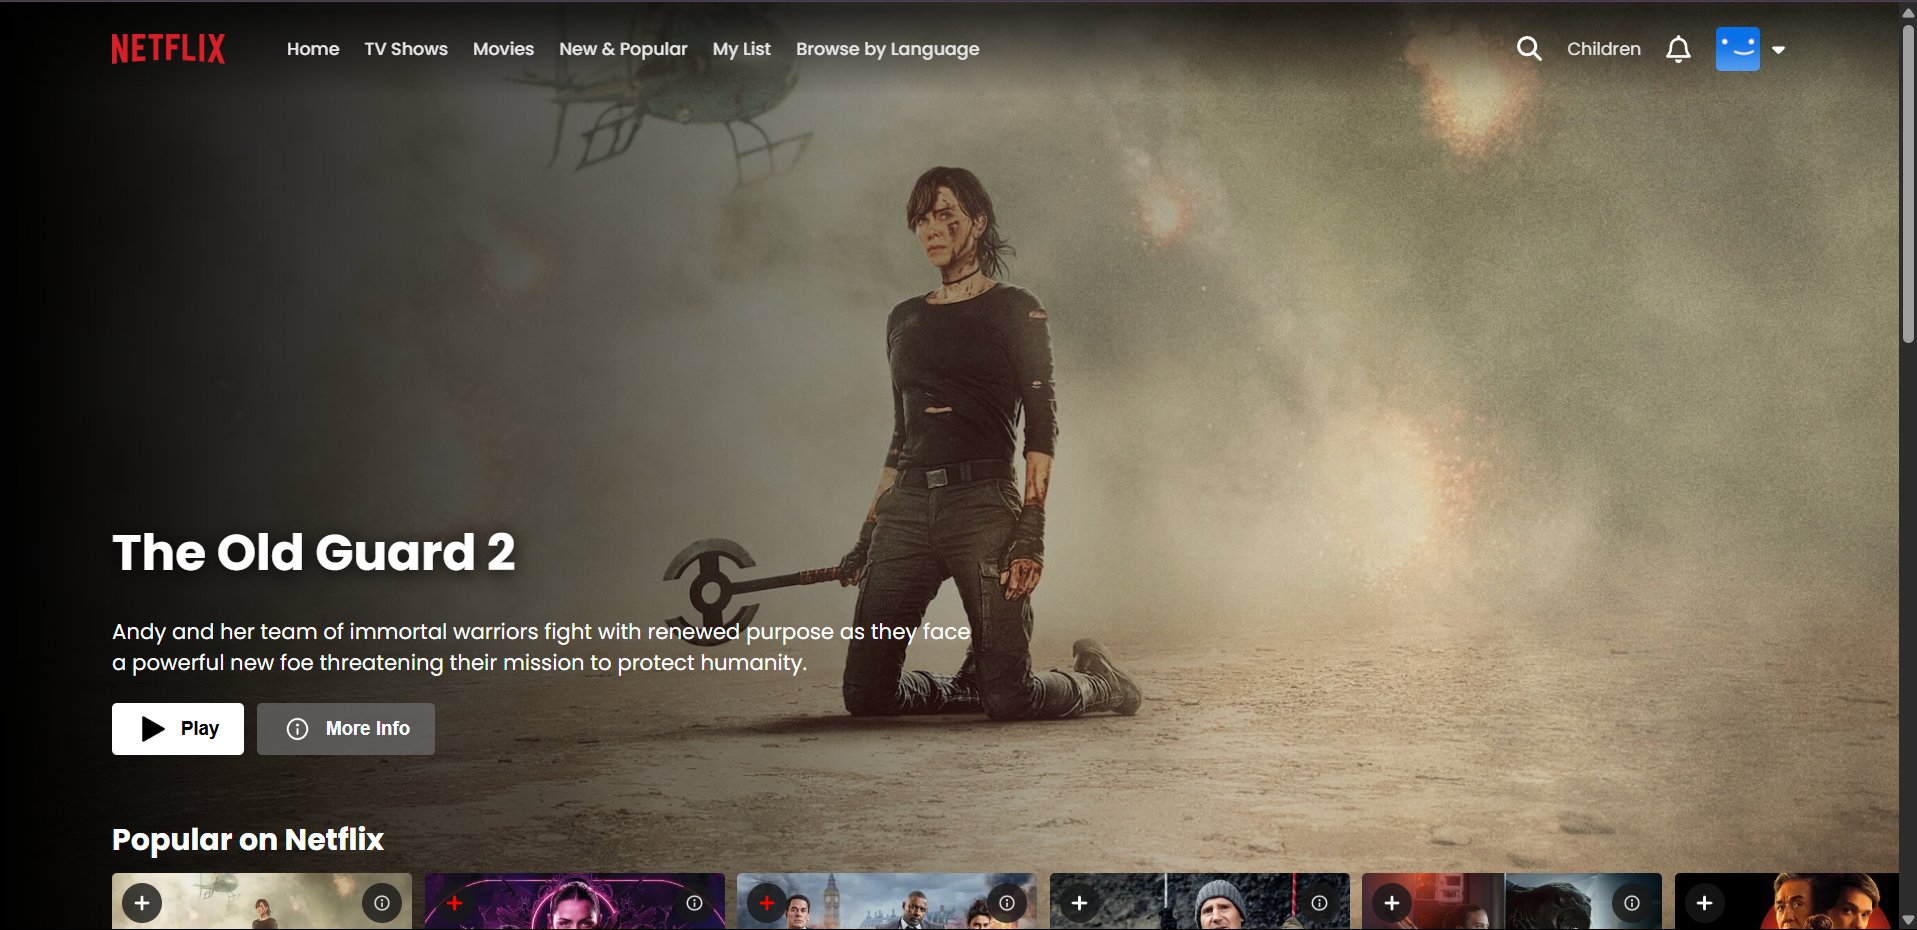 NETFLIX Home TV Shows Movies New & Popular My List Browse by Language Children
The Old Guard 2
Andy and her team of immortal warriors fight with renewed purpose as they face
a powerful new foe threatening their mission to protect humanity.
Play More Info
Popular on Netflix